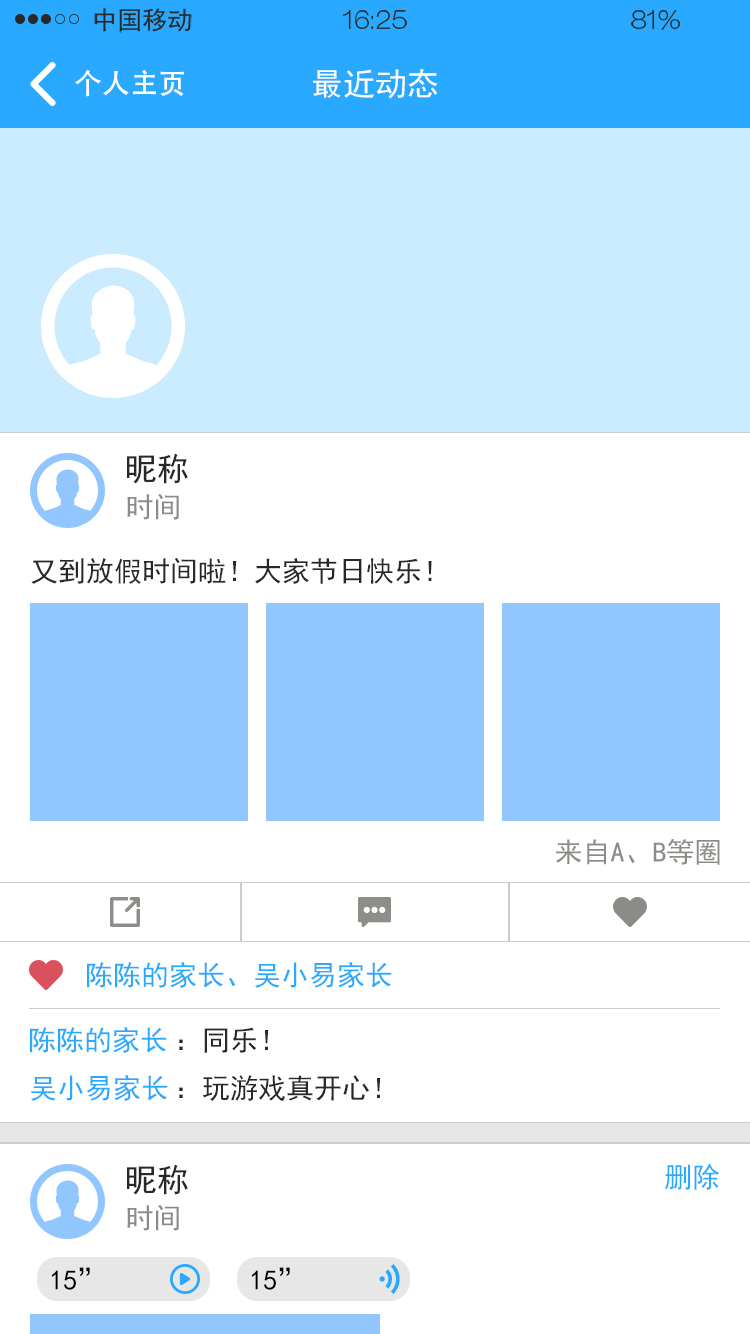 中国移动 16:25 81%
个人主页 最近动态
昵称
时间
又到放假时间啦！大家节日快乐！
来自A、B等圈
陈陈的家长、吴小易家长
陈陈的家长：同乐！
吴小易家长：玩游戏真开心！
昵称 删除
时间
15” 15”